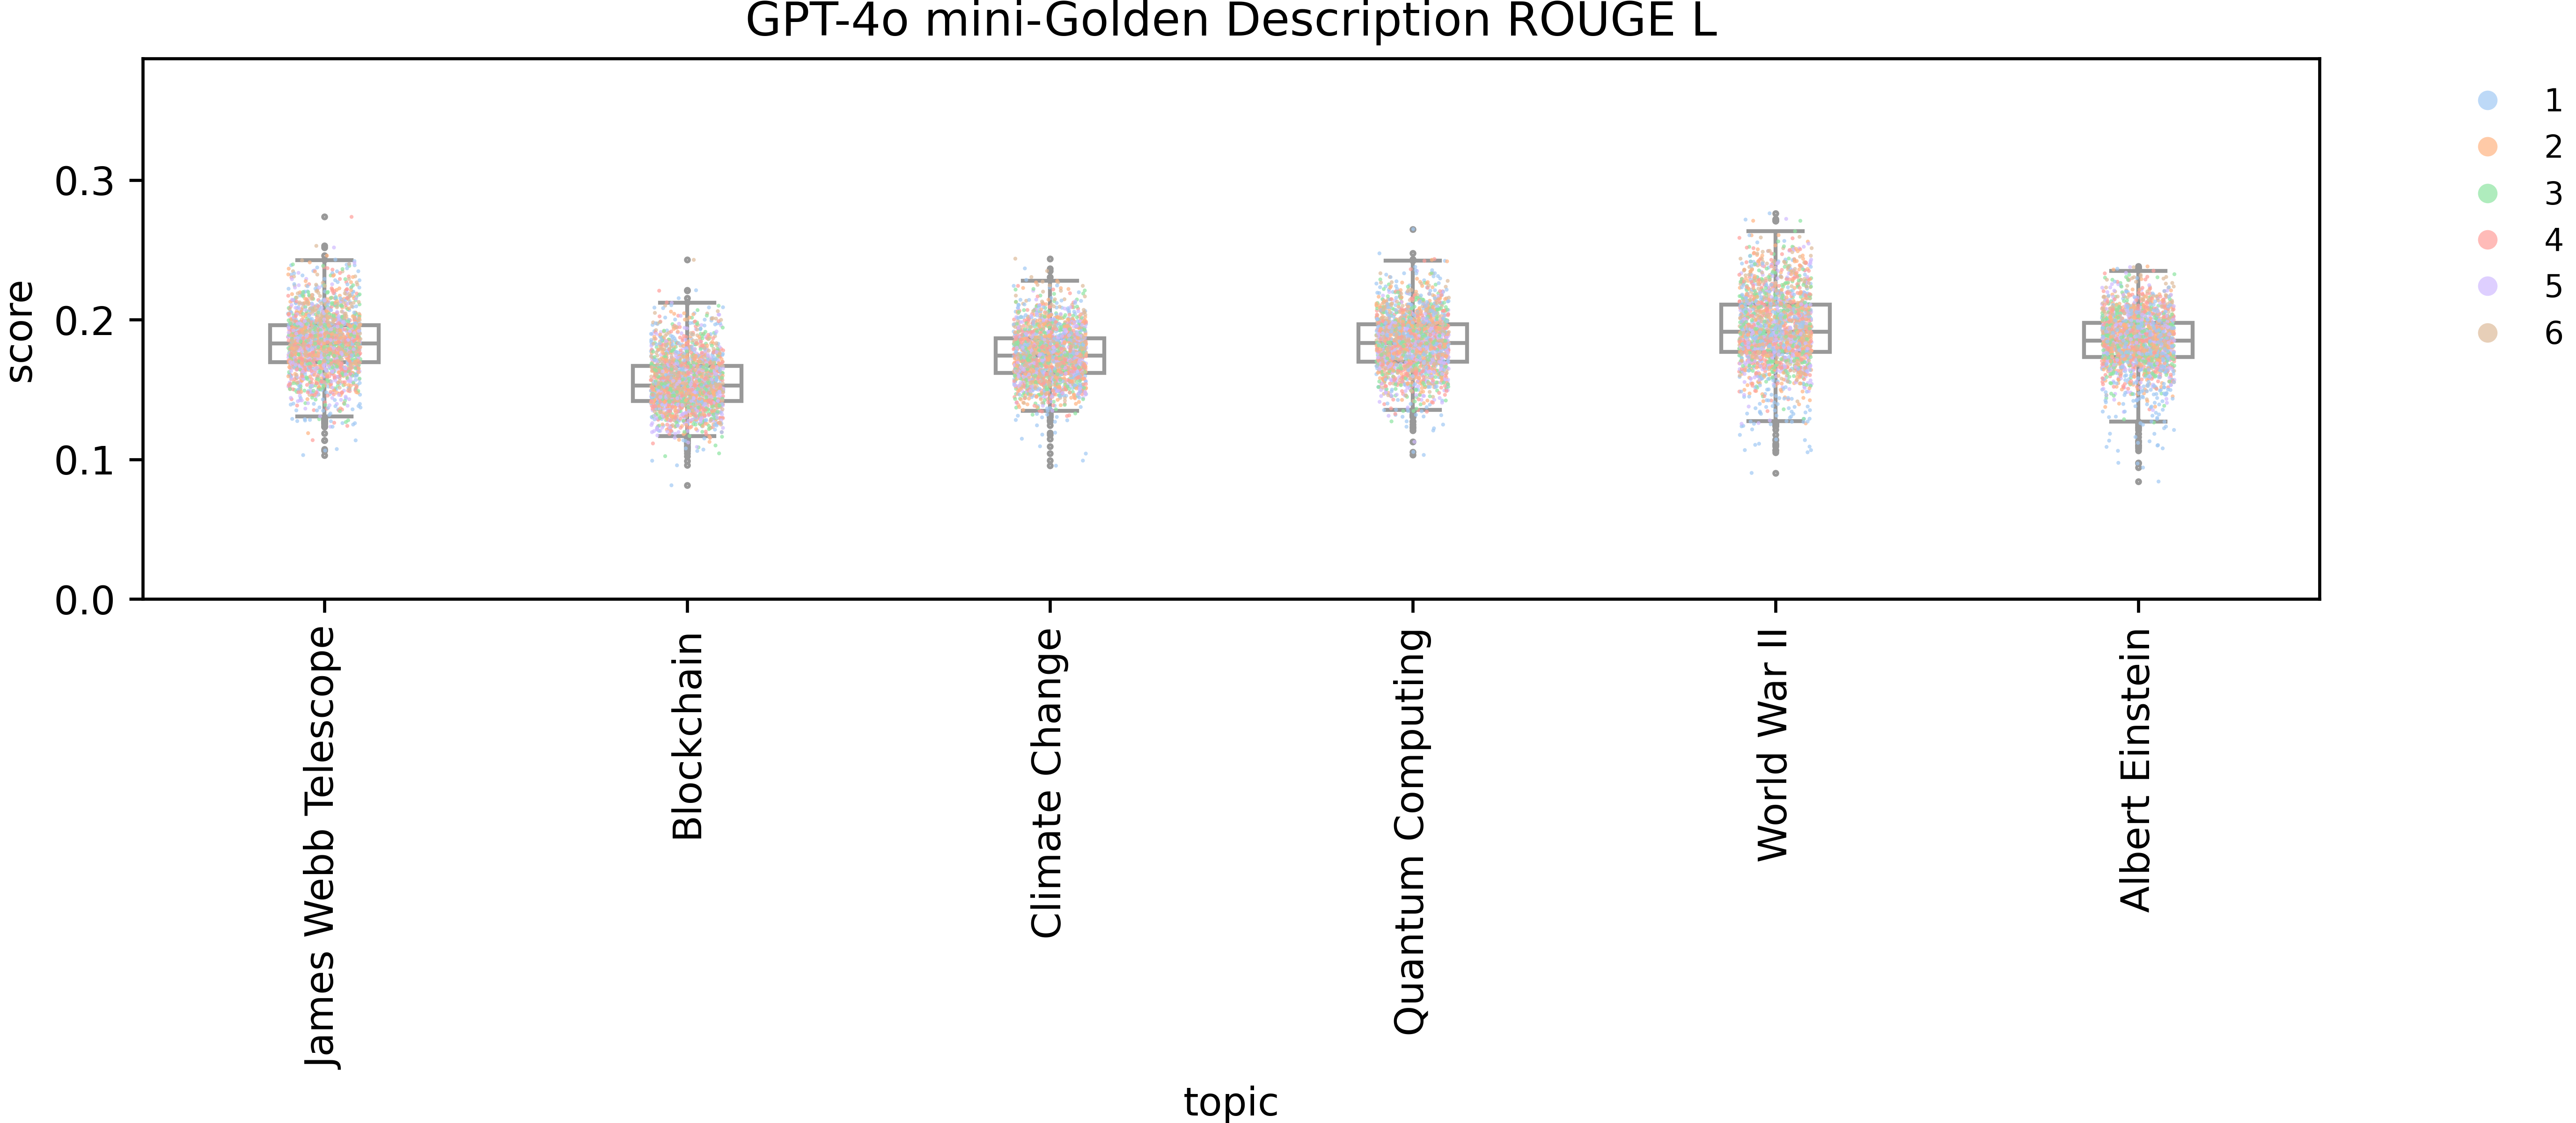 GPT-4o mini-Golden Description ROUGE L
score
0.3
0.2
0.1
0.0
James Webb Telescope
Blockchain
Climate Change
Quantum Computing
World War II
Albert Einstein
topic
1
2
3
4
5
6